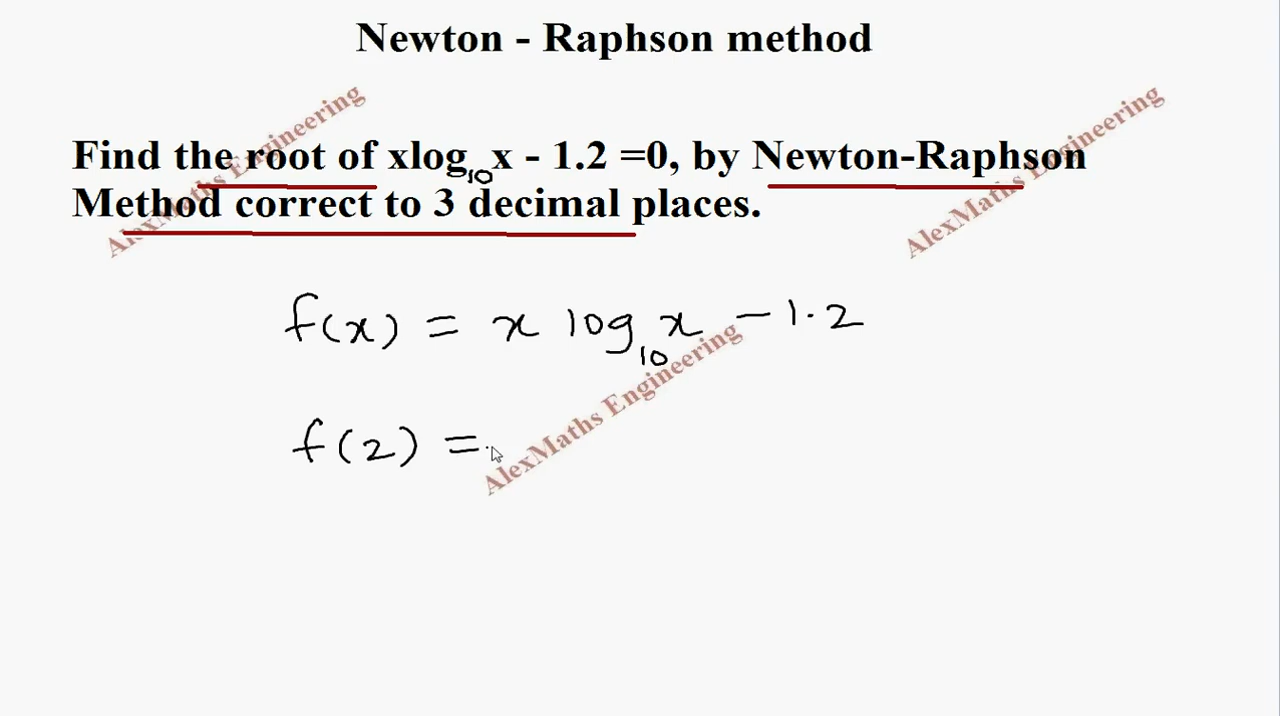 Newton - Raphson method
AlexMaths Engineering
AlexMaths Engineering
Find the root of xlog₁₀x - 1.2 =0, by Newton-Raphson
Method correct to 3 decimal places.
f(x) = x log₁₀x - 1.2
AlexMaths Engineering
f(2) =